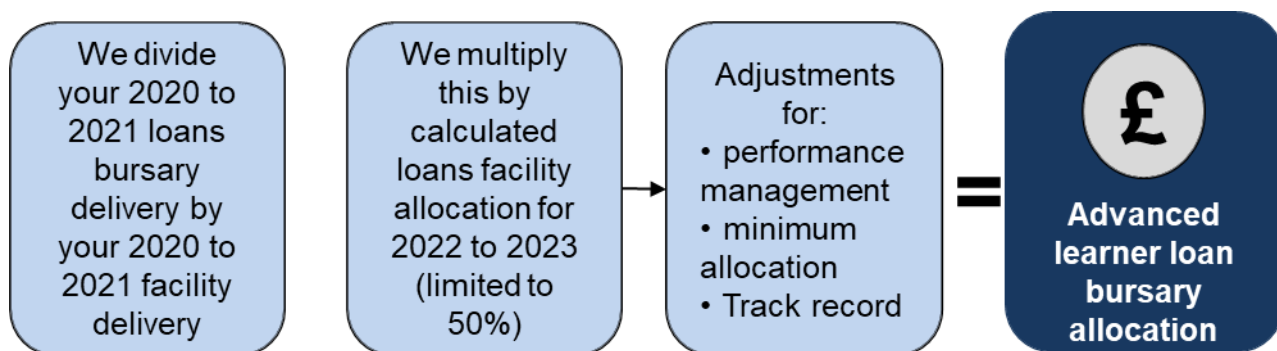 We divide
your 2020 to
2021 loans
bursary
delivery by
your 2020 to
2021 facility
delivery
We multiply
this by
calculated
loans facility
allocation for
2022 to 2023
(limited to
50%)
Adjustments
for:
• performance
management
• minimum
allocation
• Track record
=
£
Advanced
learner loan
bursary
allocation